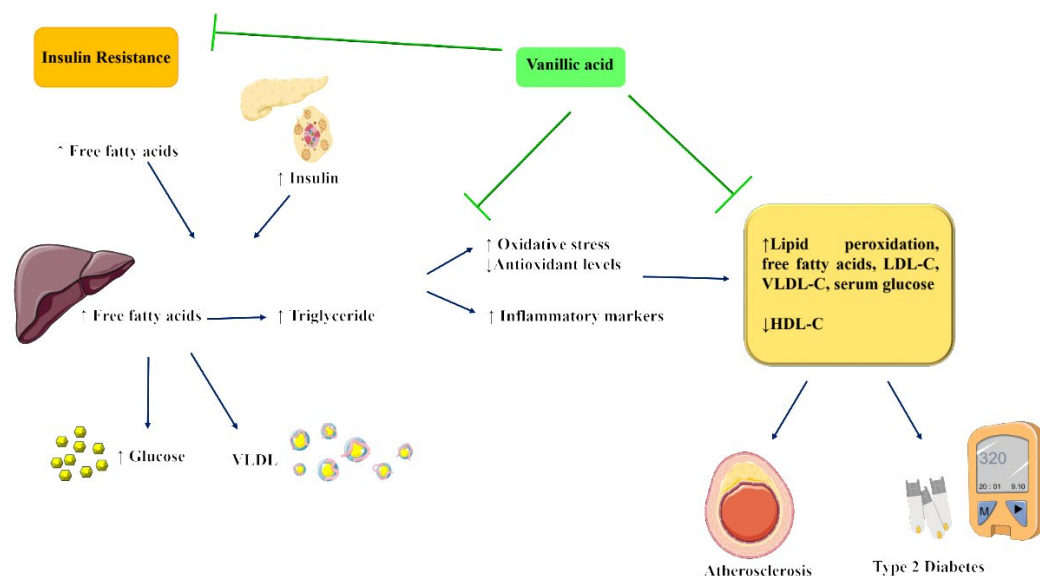 Insulin Resistance
Vanillic acid
↑ Free fatty acids
↑ Insulin
↑ Oxidative stress
↓Antioxidant levels
↑Lipid peroxidation,
free fatty acids, LDL-C,
VLDL-C, serum glucose
↓HDL-C
↑ Free fatty acids
↑ Triglyceride
↑ Inflammatory markers
↑ Glucose
VLDL
320
20 : 01 9.10
M
Atherosclerosis
Type 2 Diabetes